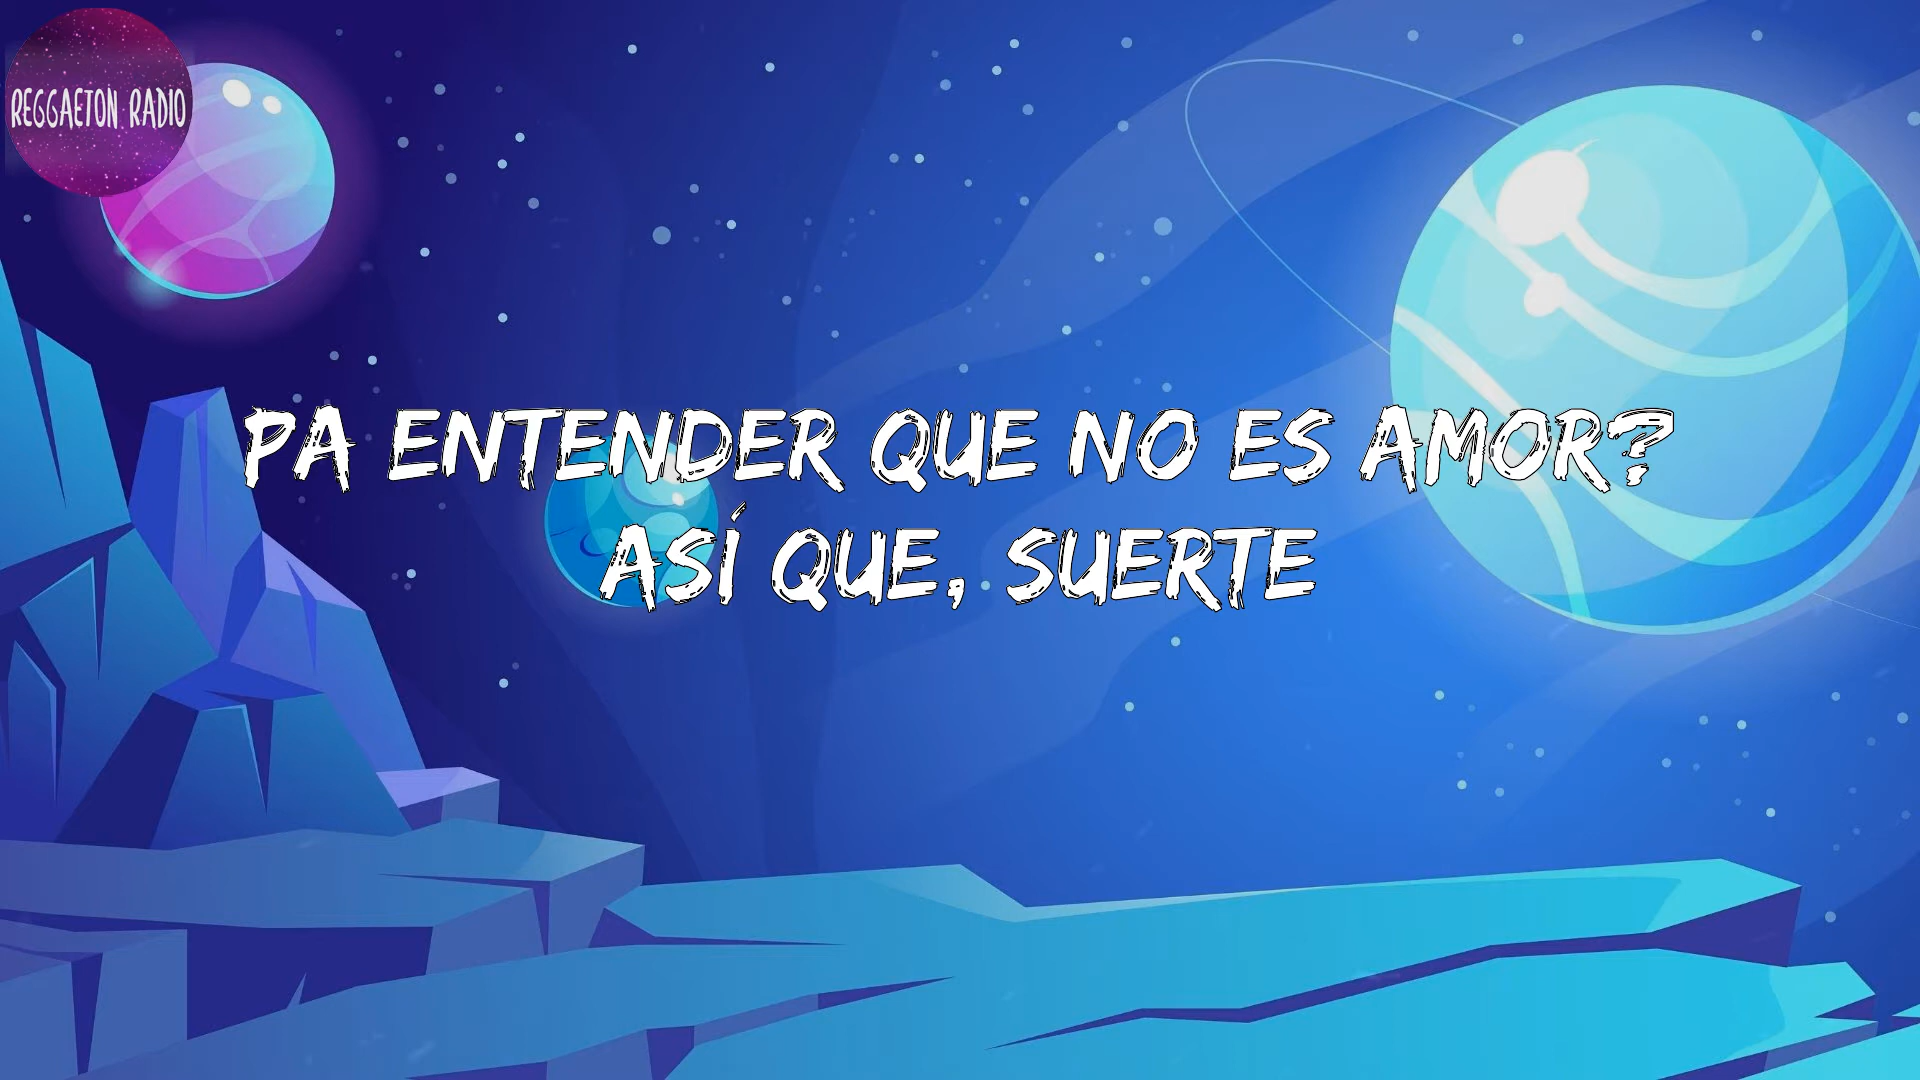 REGGAETON RADIO
PA ENTENDER QUE NO ES AMOR?
ASÍ QUE, SUERTE